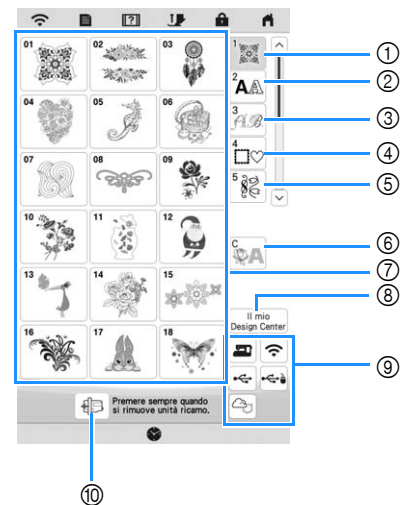 01 02 03
04 05 06
07 08 09
10 11 12
13 14 15
16 17 18
1
2 AA
3 AB
4
5
C A
Il mio
Design Center
Premere sempre quando
si rimuove unità ricamo.
①
②
③
④
⑤
⑥
⑦
⑧
⑨
⑩